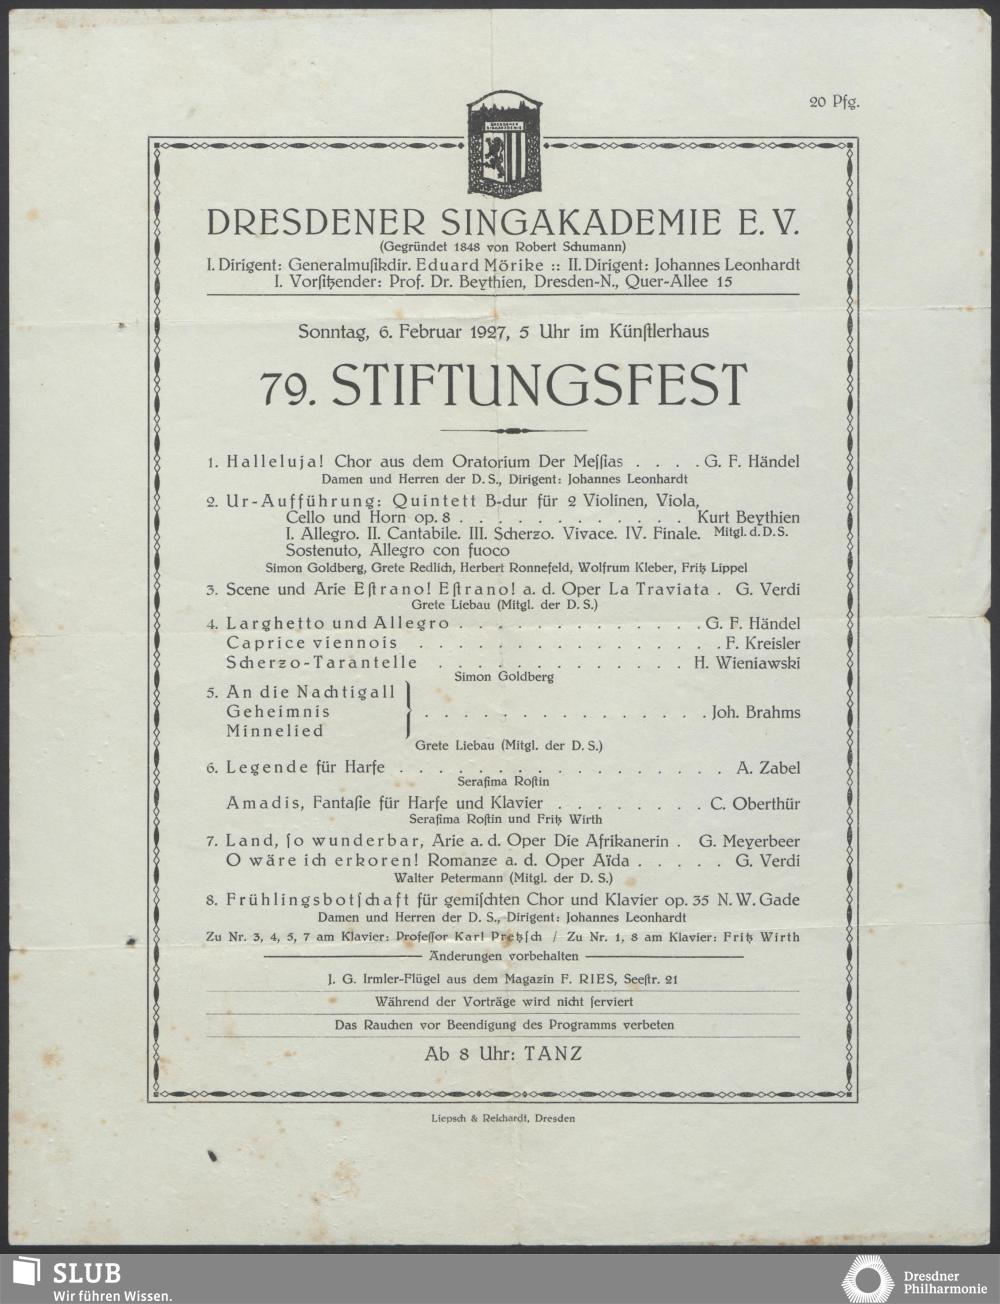 20 Pfg.
DRESDENER
SINGAKADEMIE
DRESDENER SINGAKADEMIE E. V.
(Gegründet 1848 von Robert Schumann)
I. Dirigent: Generalmuſikdir. Eduard Mörike :: II. Dirigent: Johannes Leonhardt
I. Vorſitzender: Prof. Dr. Beythien, Dresden-N., Quer-Allee 15
Sonntag, 6. Februar 1927, 5 Uhr im Künſtlerhaus
79. STIFTUNGSFEST
1. Halleluja! Chor aus dem Oratorium Der Meſſias . . . . G. F. Händel
Damen und Herren der D. S., Dirigent: Johannes Leonhardt
2. Ur-Aufführung: Quintett B-dur für 2 Violinen, Viola,
Cello und Horn op. 8 . . . . . . . . . . . . Kurt Beythien
I. Allegro. II. Cantabile. III. Scherzo. Vivace. IV. Finale. Mitgl. d. D. S.
Sostenuto, Allegro con fuoco
Simon Goldberg, Grete Redlich, Herbert Ronnefeld, Wolfrum Kleber, Fritz Lippel
3. Scene und Arie Eſtrano! Eſtrano! a. d. Oper La Traviata . G. Verdi
Grete Liebau (Mitgl. der D. S.)
4. Larghetto und Allegro . . . . . . . . . . . . . G. F. Händel
Caprice viennois . . . . . . . . . . . . . . . . F. Kreisler
Scherzo-Tarantelle . . . . . . . . . . . . . H. Wieniawski
Simon Goldberg
5. An die Nachtigall
Geheimnis . . . . . . . . . . . . . . . Joh. Brahms
Minnelied
Grete Liebau (Mitgl. der D. S.)
6. Legende für Harfe . . . . . . . . . . . . . . . . . A. Zabel
Serafima Roſtin
Amadis, Fantaſie für Harfe und Klavier . . . . . . . . C. Oberthür
Serafima Roſtin und Fritz Wirth
7. Land, ſo wunderbar, Arie a. d. Oper Die Afrikanerin . G. Meyerbeer
O wäre ich erkoren! Romanze a. d. Oper Aïda . . . . . G. Verdi
Walter Petermann (Mitgl. der D. S.)
8. Frühlingsbotſchaft für gemiſchten Chor und Klavier op. 35 N. W. Gade
Damen und Herren der D. S., Dirigent: Johannes Leonhardt
Zu Nr. 3, 4, 5, 7 am Klavier: Profeſſor Karl Pretzſch / Zu Nr. 1, 8 am Klavier: Fritz Wirth
Änderungen vorbehalten
J. G. Irmler-Flügel aus dem Magazin F. RIES, Seeſtr. 21
Während der Vorträge wird nicht ſerviert
Das Rauchen vor Beendigung des Programms verbeten
Ab 8 Uhr: TANZ
Liepsch & Reichardt, Dresden
SLUB
Wir führen Wissen.
Dresdner
Philharmonie